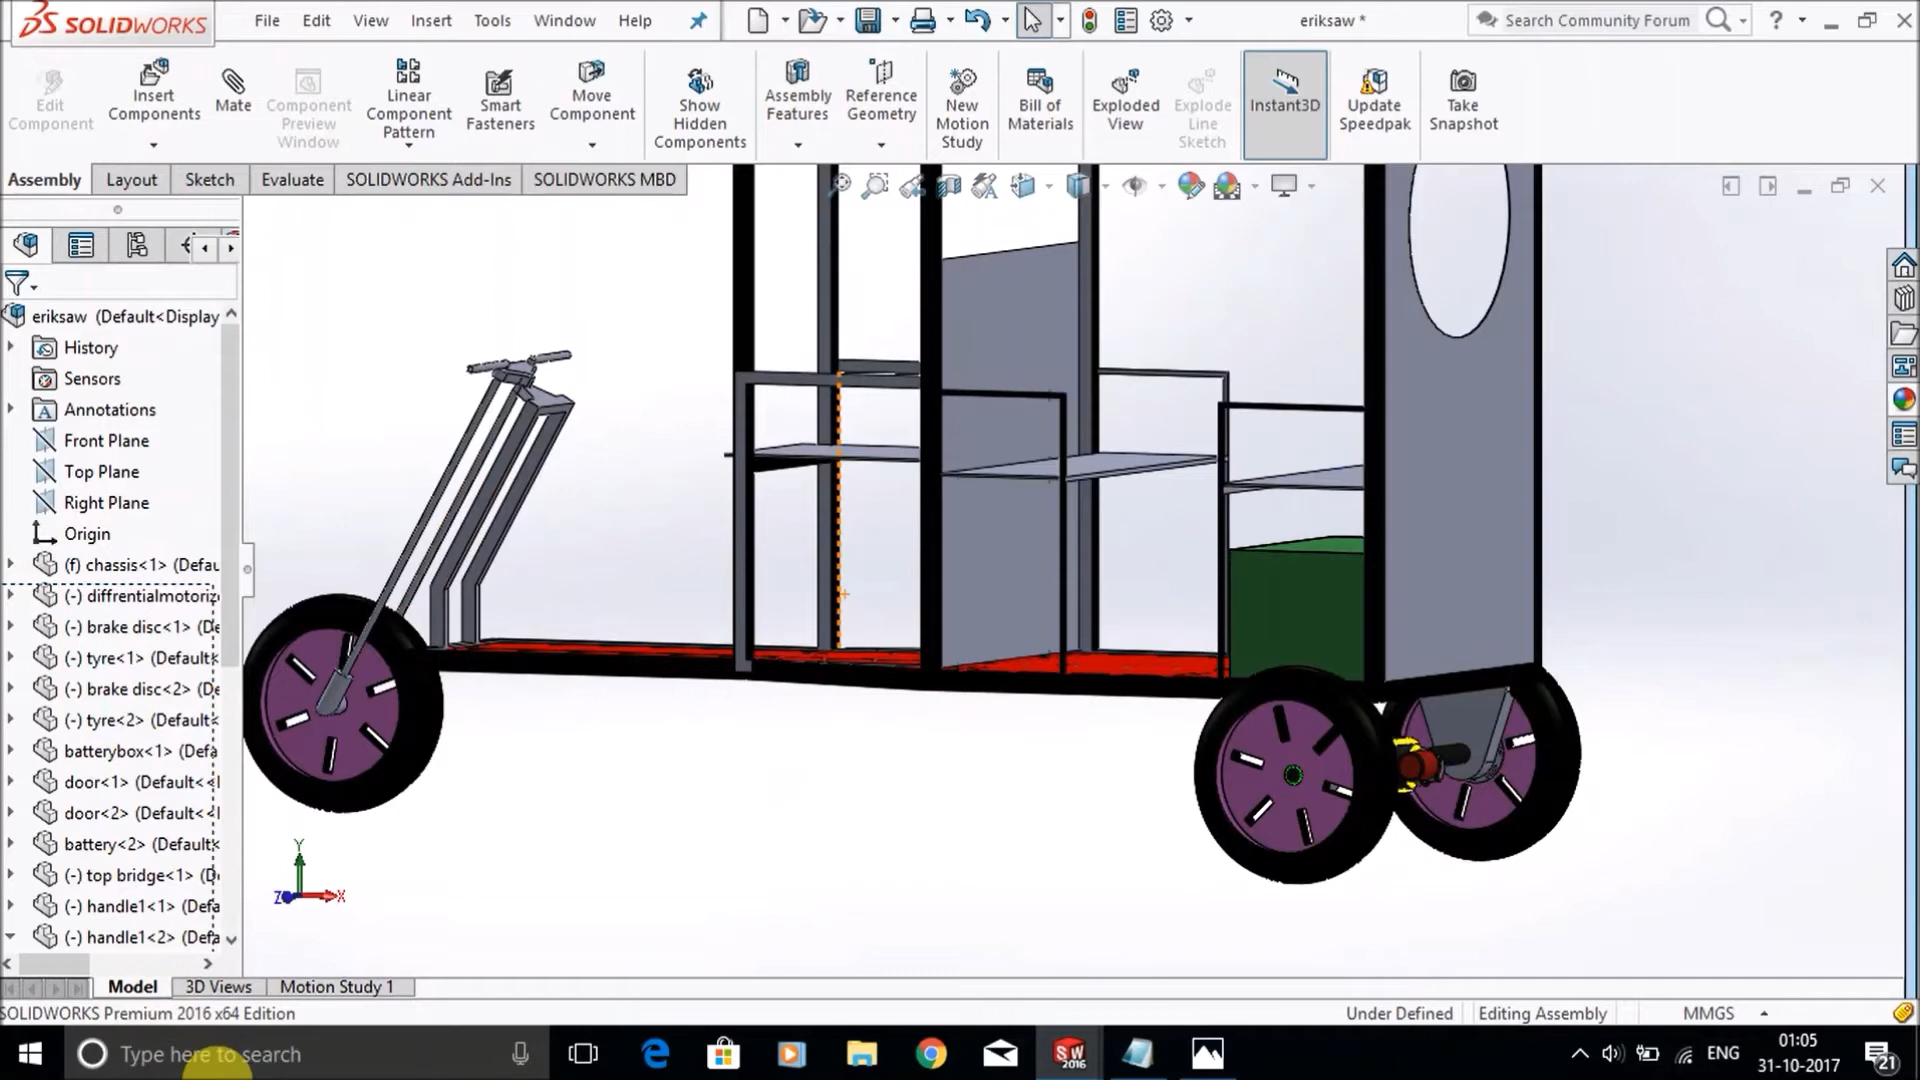 SOLIDWORKS File Edit View Insert Tools Window Help eriksaw * Search Community Forum ?
Edit Component
Insert Components
Mate
Component Preview Window
Linear Component Pattern
Smart Fasteners
Move Component
Show Hidden Components
Assembly Features
Reference Geometry
New Motion Study
Bill of Materials
Exploded View
Explode Line Sketch
Instant3D
Update Speedpak
Take Snapshot
Assembly Layout Sketch Evaluate SOLIDWORKS Add-Ins SOLIDWORKS MBD
eriksaw (Default<Display
History
Sensors
Annotations
Front Plane
Top Plane
Right Plane
Origin
(f) chassis<1> (Defau
(-) diffrentialmotoriz
(-) brake disc<1> (De
(-) tyre<1> (Default<
(-) brake disc<2> (De
(-) tyre<2> (Default<
batterybox<1> (Defa
door<1> (Default<<
door<2> (Default<<
battery<2> (Default<
(-) top bridge<1> (D
(-) handle1<1> (Defa
(-) handle1<2> (Defa
Y
Z X
Model 3D Views Motion Study 1
SOLIDWORKS Premium 2016 x64 Edition Under Defined Editing Assembly MMGS
Type here to search SW 2016 ENG 01:05
31-10-2017 21